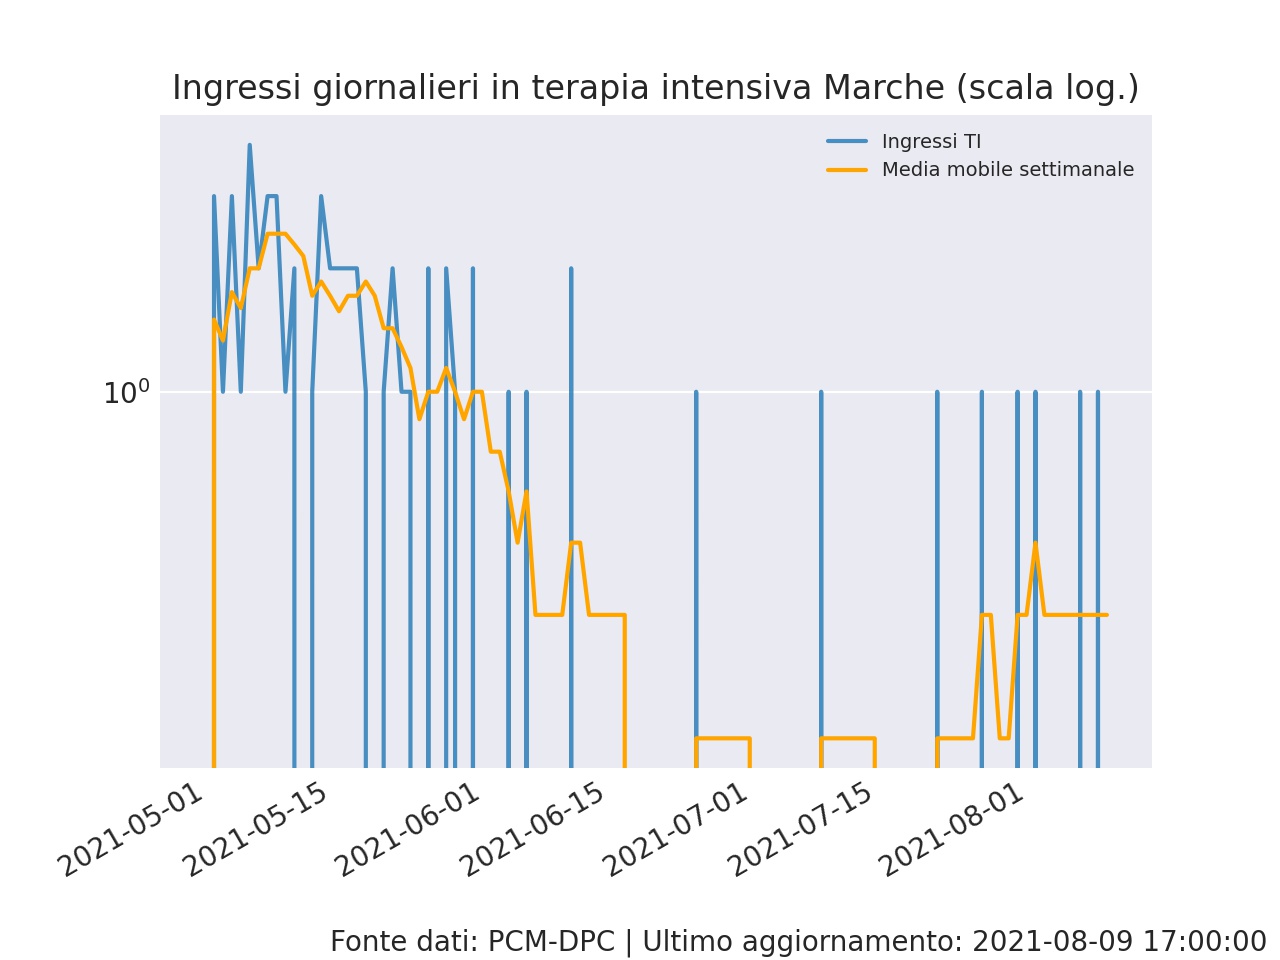 Ingressi giornalieri in terapia intensiva Marche (scala log.)
Ingressi TI
Media mobile settimanale
10⁰
2021-05-01
2021-05-15
2021-06-01
2021-06-15
2021-07-01
2021-07-15
2021-08-01
Fonte dati: PCM-DPC | Ultimo aggiornamento: 2021-08-09 17:00:00